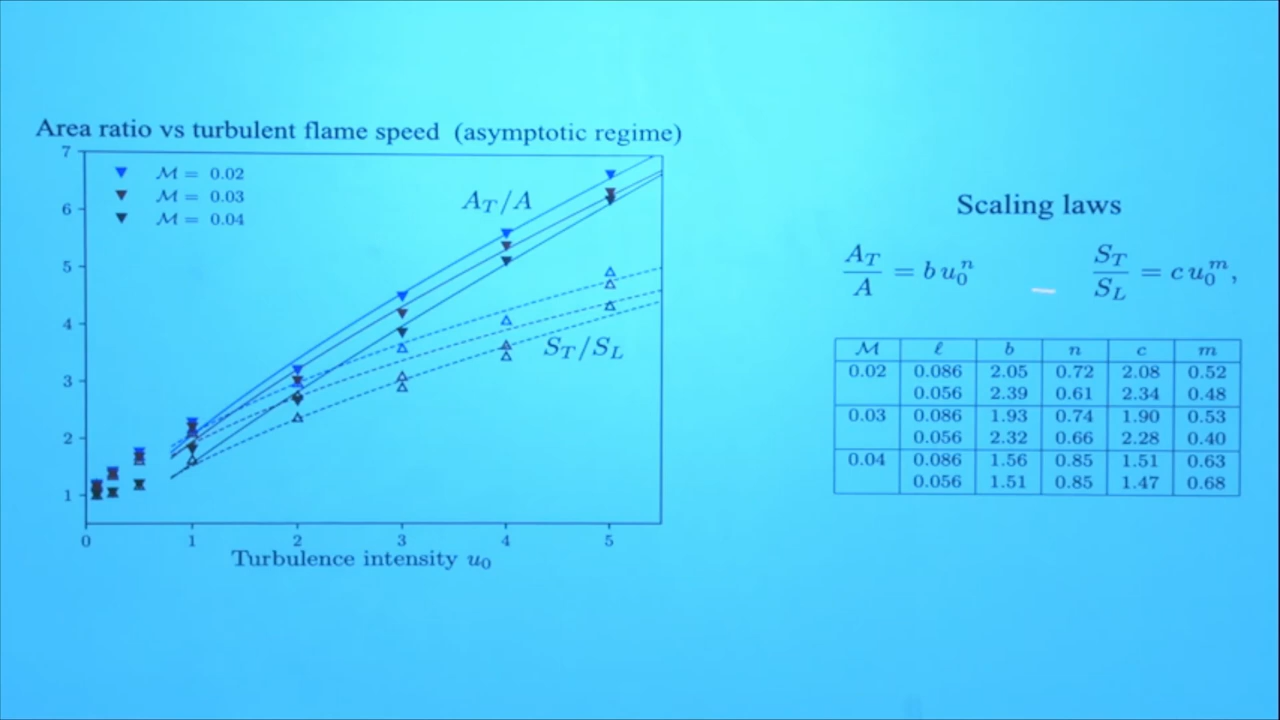 Area ratio vs turbulent flame speed (asymptotic regime)
7
6
5
4
3
2
1
0 1 2 3 4 5
ℳ = 0.02
ℳ = 0.03
ℳ = 0.04
A_T/A
S_T/S_L
Turbulence intensity u_0
Scaling laws
A_T/A = b u_0^n    S_T/S_L = c u_0^m,
ℳ ℓ b n c m
0.02 0.086 2.05 0.72 2.08 0.52
0.056 2.39 0.61 2.34 0.48
0.03 0.086 1.93 0.74 1.90 0.53
0.056 2.32 0.66 2.28 0.40
0.04 0.086 1.56 0.85 1.51 0.63
0.056 1.51 0.85 1.47 0.68